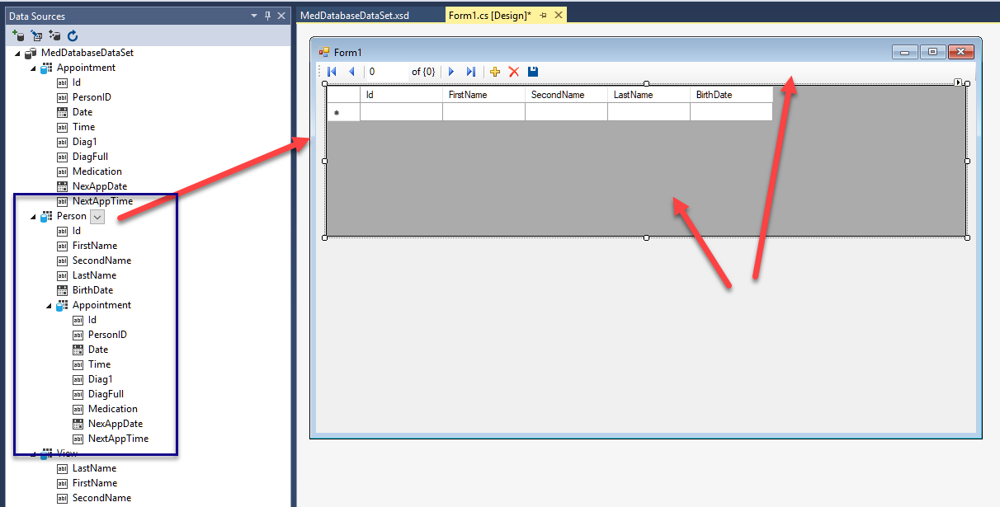 Data Sources
MedDatabaseDataSet
Appointment
Id
PersonID
Date
Time
Diag1
DiagFull
Medication
NexAppDate
NextAppTime
Person
Id
FirstName
SecondName
LastName
BirthDate
Appointment
Id
PersonID
Date
Time
Diag1
DiagFull
Medication
NexAppDate
NextAppTime
View
LastName
FirstName
SecondName
MedDatabaseDataSet.xsd
Form1.cs [Design]*
Form1
0 of {0}
Id FirstName SecondName LastName BirthDate